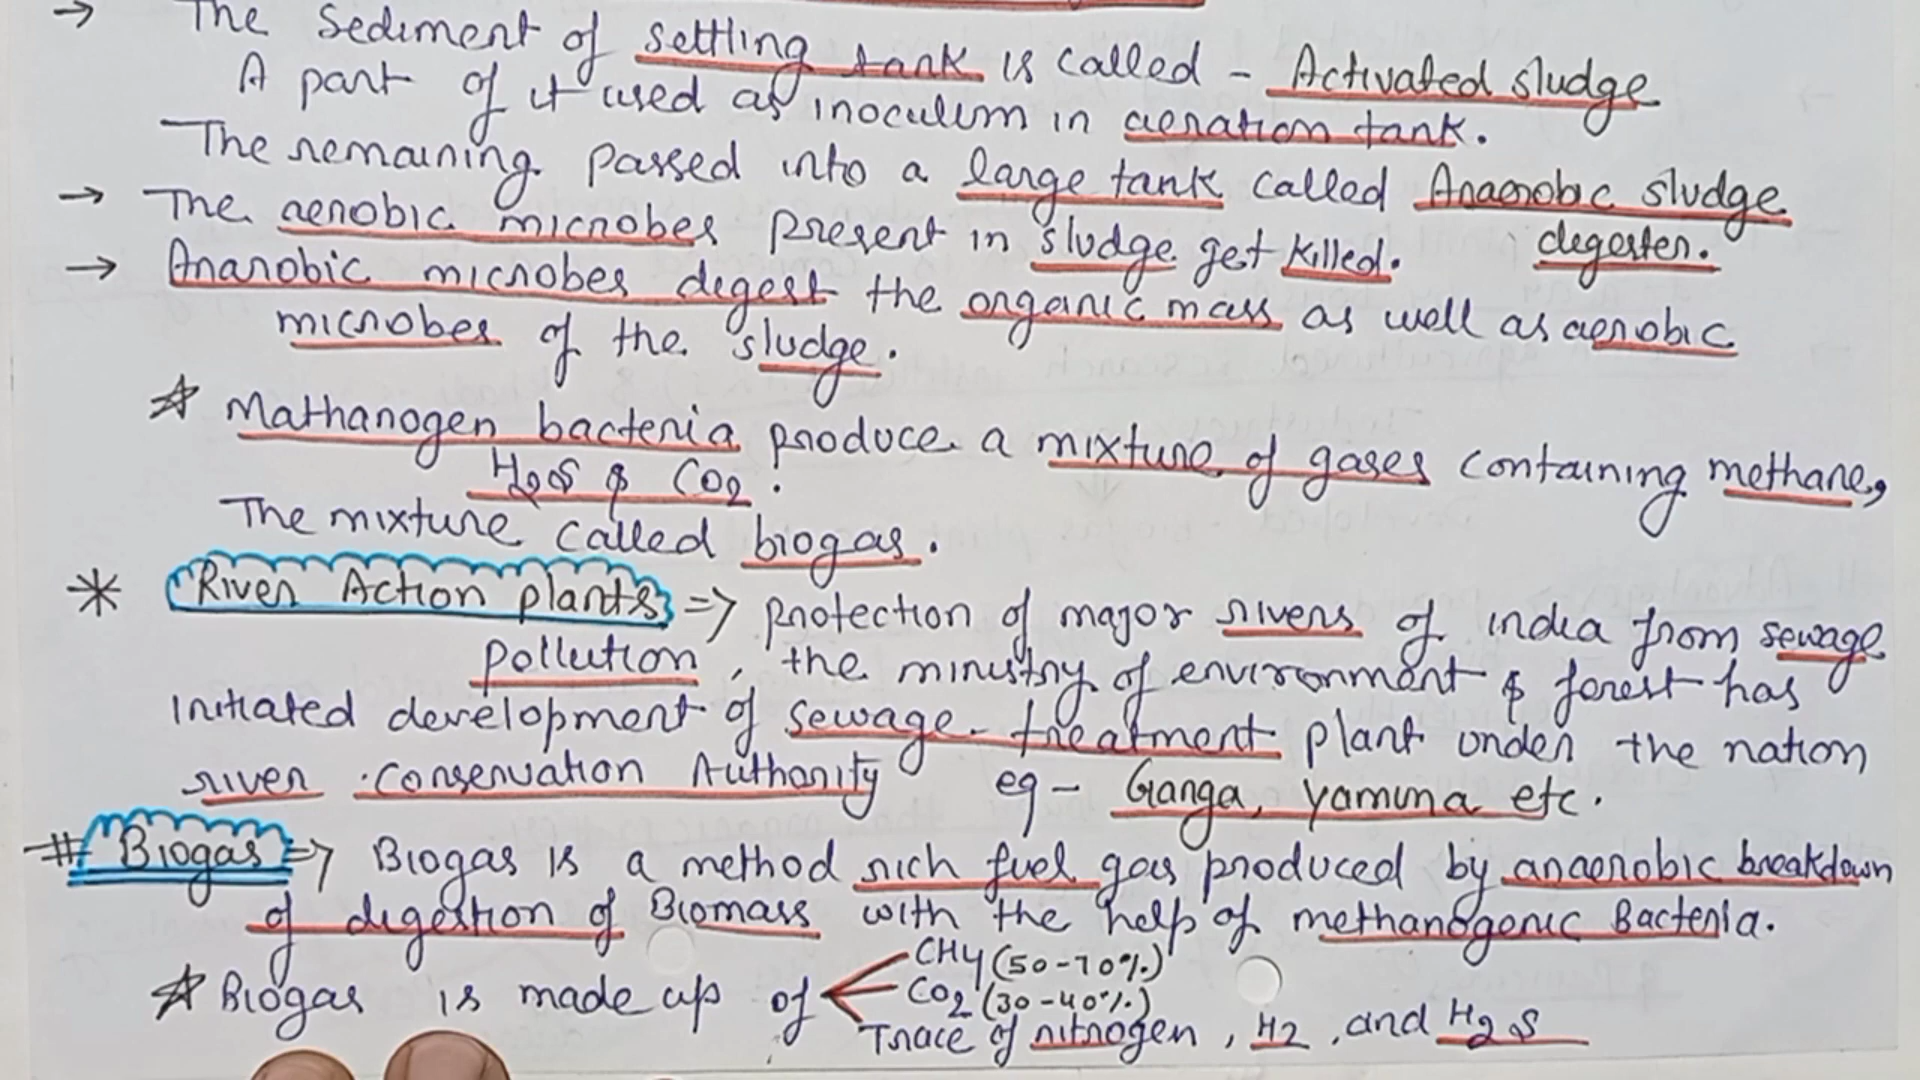 → The sediment of settling tank is called - Activated sludge
A part of it used as inoculum in aeration tank.
The remaining passed into a large tank called Anaerobic sludge digester.
→ The aerobic microbes present in sludge get killed.
→ Anarobic microbes digest the organic mass as well as aerobic
microbes of the sludge.
☆ Mathanogen bacteria produce a mixture of gases containing methane,
H2S & CO2.
The mixture called biogas.
* River Action plants => protection of major rivers of india from sewage
pollution, the ministry of environment & forest has
initiated development of sewage treatment plant under the nation
river conservation Authority eg - Ganga, Yamuna etc.
# Biogas => Biogas is a method rich fuel gas produced by anaerobic breakdown
of digestion of Biomass with the help of methanogenic Bacteria.
☆ Biogas is made up of CH4 (50-70%)
CO2 (30-40%)
Trace of nitrogen, H2, and H2S